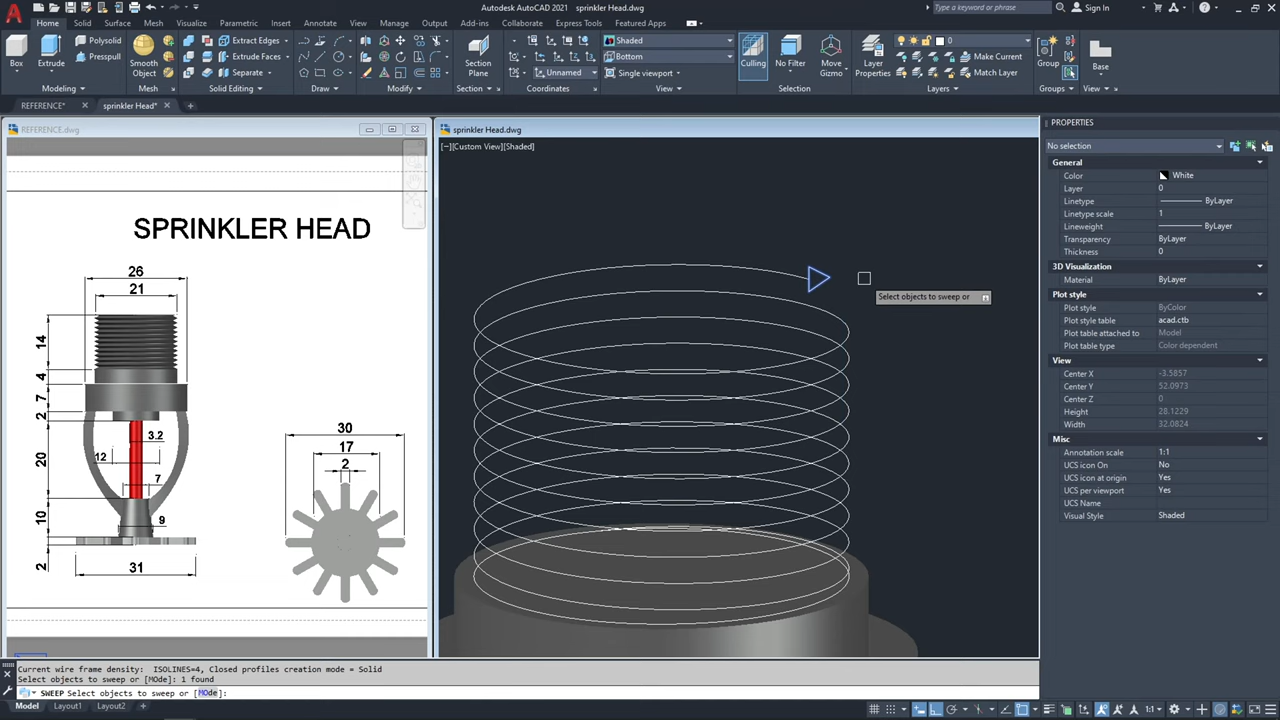 Autodesk AutoCAD 2021 sprinkler Head.dwg
Type a keyword or phrase
Sign In
Home Solid Surface Mesh Visualize Parametric Insert Annotate View Manage Output Add-ins Collaborate Express Tools Featured Apps
Box
Extrude
Polysolid
Presspull
Smooth
Object
Extract Edges
Extrude Faces
Separate
Section
Plane
Unnamed
Shaded
Bottom
Single viewport
Culling
No Filter
Move
Gizmo
Layer
Properties
0
Make Current
Match Layer
Group
Base
Modeling
Mesh
Solid Editing
Draw
Modify
Section
Coordinates
View
Selection
Layers
Groups
View
REFERENCE*
sprinkler Head*
REFERENCE.dwg
SPRINKLER HEAD
26
21
14
4
7
2
3.2
20
12
7
10
9
2
31
30
17
2
sprinkler Head.dwg
[−][Custom View][Shaded]
Select objects to sweep or
PROPERTIES
No selection
General
Color White
Layer 0
Linetype ByLayer
Linetype scale 1
Lineweight ByLayer
Transparency ByLayer
Thickness 0
3D Visualization
Material ByLayer
Plot style
Plot style ByColor
Plot style table acad.ctb
Plot table attached to Model
Plot table type Color dependent
View
Center X -3.5857
Center Y 52.0973
Center Z 0
Height 28.1229
Width 32.0824
Misc
Annotation scale 1:1
UCS icon On No
UCS icon at origin Yes
UCS per viewport Yes
UCS Name
Visual Style Shaded
Current wire frame density: ISOLINES=4, Closed profiles creation mode = Solid
Select objects to sweep or [MOde]: 1 found
SWEEP Select objects to sweep or [MOde]:
Model Layout1 Layout2
1:1